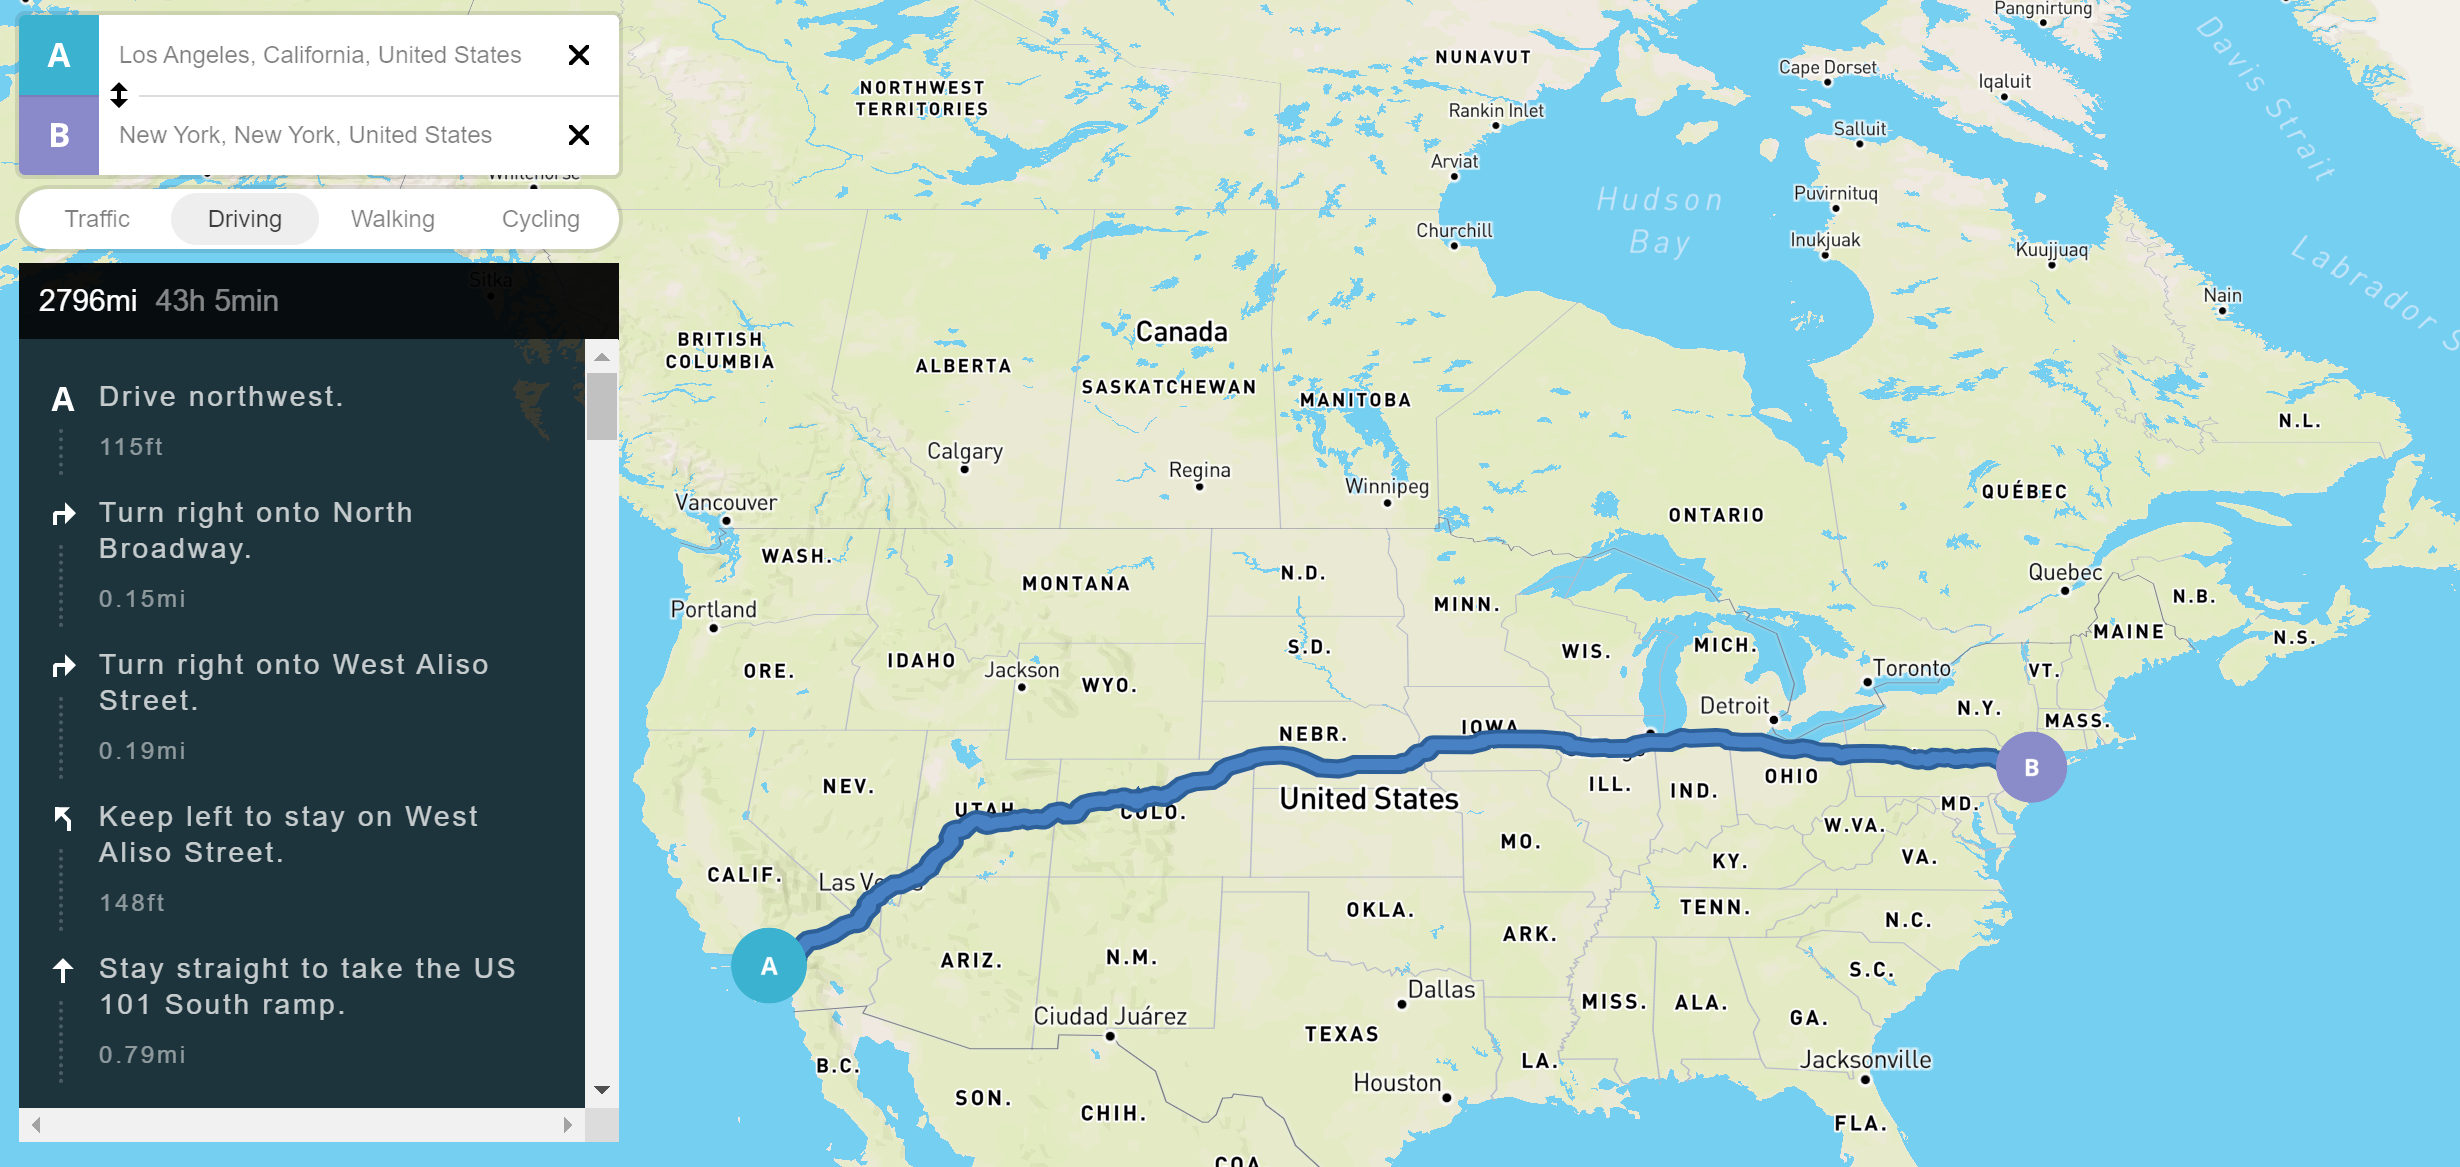 A
Los Angeles, California, United States
B
New York, New York, United States
Traffic
Driving
Walking
Cycling
2796mi 43h 5min
A Drive northwest.
115ft
Turn right onto North
Broadway.
0.15mi
Turn right onto West Aliso
Street.
0.19mi
Keep left to stay on West
Aliso Street.
148ft
Stay straight to take the US
101 South ramp.
0.79mi
Whitehorse
Sitka
Pangnirtung
NUNAVUT
Cape Dorset
Iqaluit
Davis Strait
NORTHWEST
TERRITORIES
Rankin Inlet
Salluit
Arviat
Puvirnituq
Hudson
Bay
Churchill
Inukjuak
Kuujjuaq
Labrador S
Nain
Canada
BRITISH
COLUMBIA
ALBERTA
SASKATCHEWAN
MANITOBA
N.L.
Calgary
Regina
Winnipeg
QUÉBEC
Vancouver
ONTARIO
WASH.
MONTANA
N.D.
Quebec
MINN.
N.B.
Portland
MAINE
N.S.
ORE.
IDAHO
Jackson
WYO.
S.D.
WIS.
MICH.
Toronto
VT.
Detroit
N.Y.
MASS.
NEBR.
IOWA
NEV.
UTAH
COLO.
United States
ILL.
IND.
OHIO
B
MD.
W.VA.
MO.
KY.
VA.
CALIF.
Las Vegas
OKLA.
TENN.
N.C.
ARK.
A
ARIZ.
N.M.
S.C.
Dallas
MISS.
ALA.
GA.
Ciudad Juárez
TEXAS
B.C.
LA.
Jacksonville
Houston
SON.
CHIH.
FLA.
COA